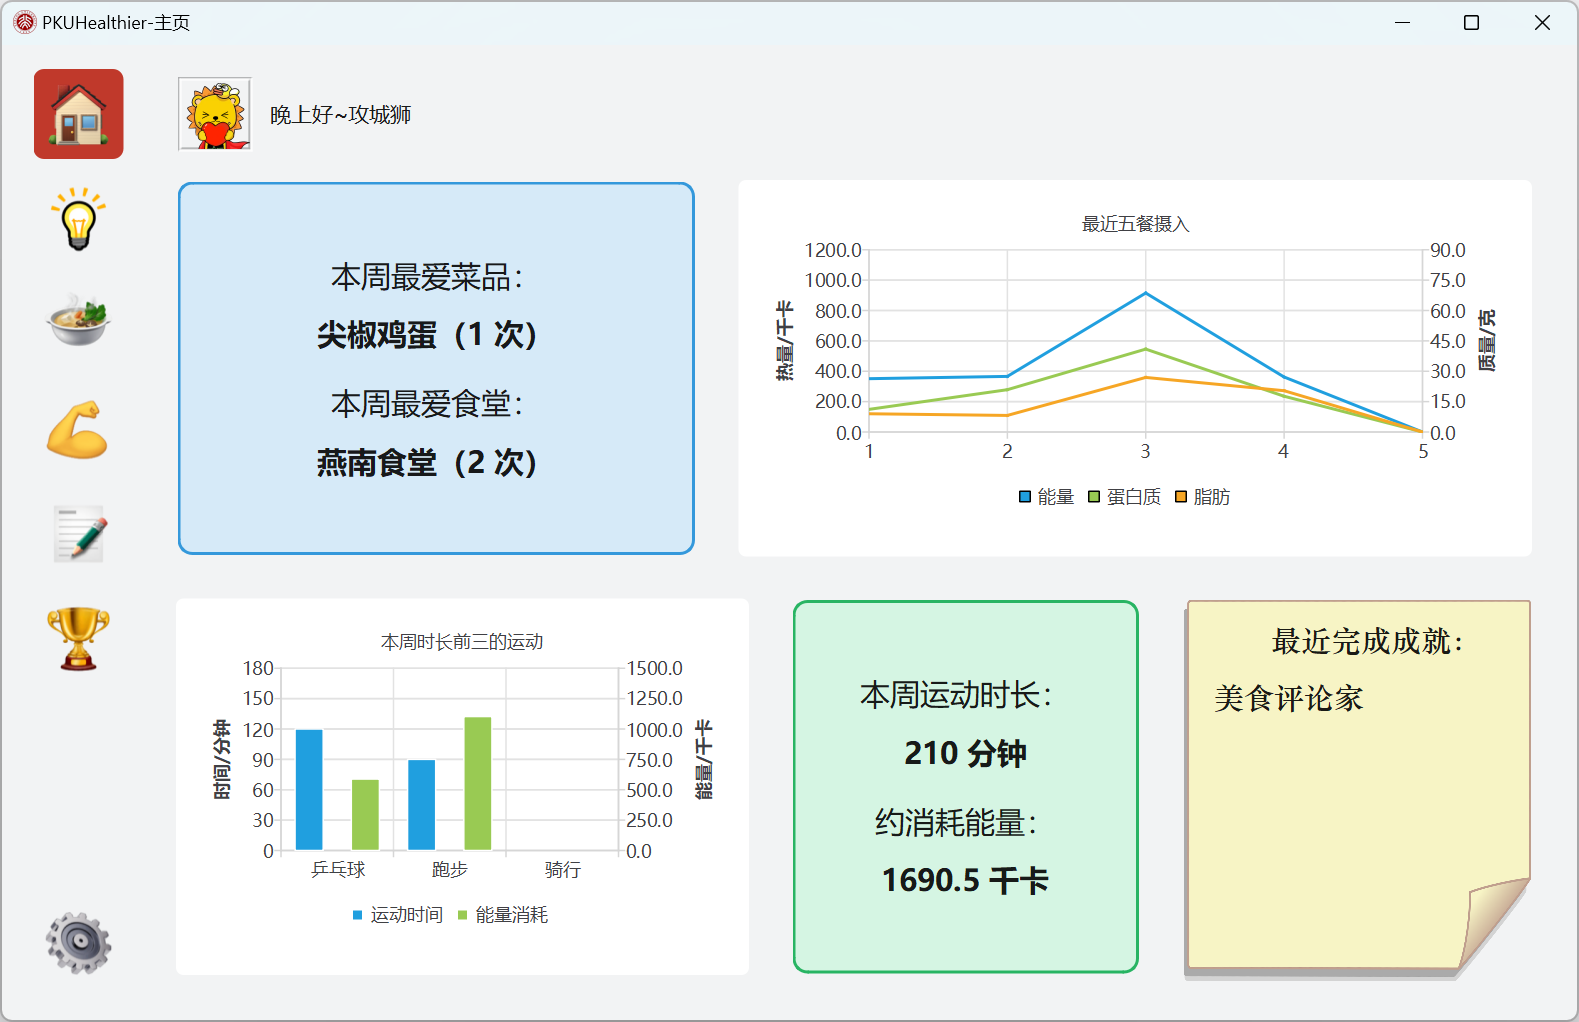 PKUHealthier-主页
晚上好~攻城狮
本周最爱菜品：
尖椒鸡蛋（1 次）
本周最爱食堂：
燕南食堂（2 次）
最近五餐摄入
1200.0
1000.0
800.0
600.0
400.0
200.0
0.0
热量/千卡
90.0
75.0
60.0
45.0
30.0
15.0
0.0
质量/克
1 2 3 4 5
能量 蛋白质 脂肪
本周时长前三的运动
180
150
120
90
60
30
0
时间/分钟
1500.0
1250.0
1000.0
750.0
500.0
250.0
0.0
能量/千卡
乒乓球 跑步 骑行
运动时间 能量消耗
本周运动时长：
210 分钟
约消耗能量：
1690.5 千卡
最近完成成就：
美食评论家